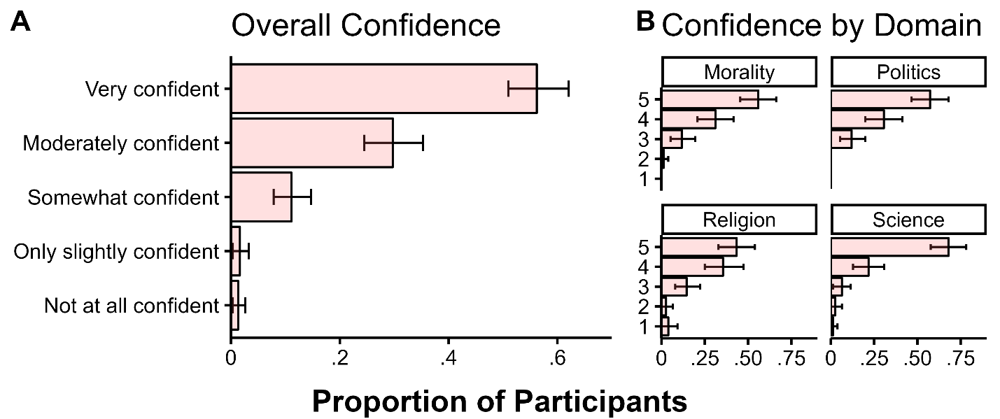 A Overall Confidence
Very confident
Moderately confident
Somewhat confident
Only slightly confident
Not at all confident
0 .2 .4 .6
B Confidence by Domain
Morality Politics
5
4
3
2
1
Religion Science
5
4
3
2
1
0 .25 .50 .75 0 .25 .50 .75
Proportion of Participants